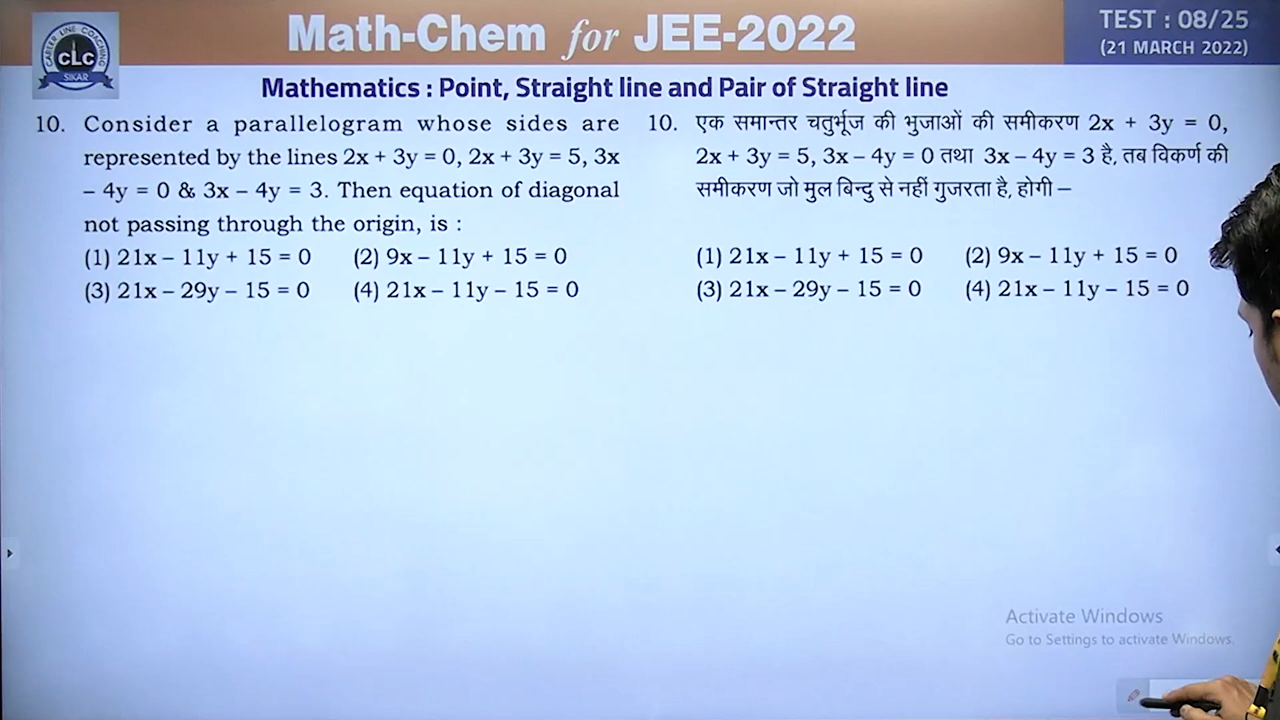 Math-Chem for JEE-2022
TEST : 08/25
(21 MARCH 2022)
CAREER LINE COACHING
CLC
SIKAR
Mathematics : Point, Straight line and Pair of Straight line
10. Consider a parallelogram whose sides are
represented by the lines 2x + 3y = 0, 2x + 3y = 5, 3x
– 4y = 0 & 3x – 4y = 3. Then equation of diagonal
not passing through the origin, is :
(1) 21x – 11y + 15 = 0 (2) 9x – 11y + 15 = 0
(3) 21x – 29y – 15 = 0 (4) 21x – 11y – 15 = 0
10. एक समान्तर चतुर्भूज की भुजाओं की समीकरण 2x + 3y = 0,
2x + 3y = 5, 3x – 4y = 0 तथा 3x – 4y = 3 है, तब विकर्ण की
समीकरण जो मुल बिन्दु से नहीं गुजरता है, होगी –
(1) 21x – 11y + 15 = 0 (2) 9x – 11y + 15 = 0
(3) 21x – 29y – 15 = 0 (4) 21x – 11y – 15 = 0
Activate Windows
Go to Settings to activate Windows.